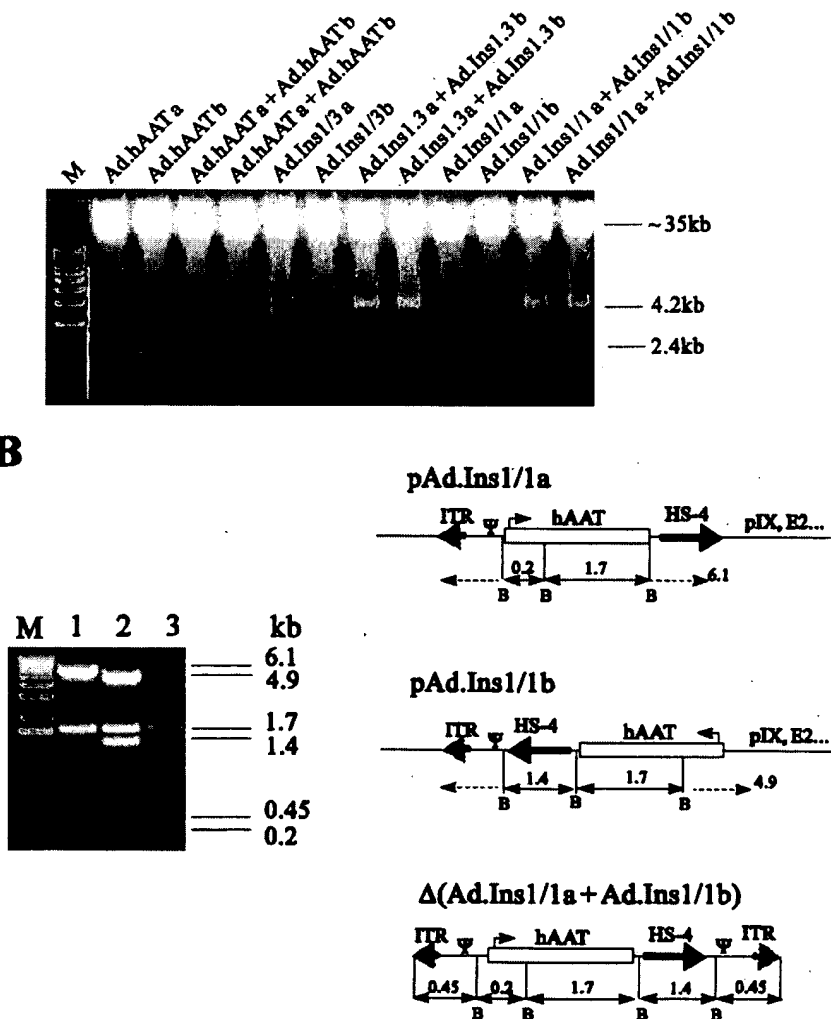 M
Ad.hAAT a
Ad.hAAT b
Ad.hAAT a + Ad.hAAT b
Ad.hAAT a + Ad.hAAT b
Ad.Ins1/3 a
Ad.Ins1/3b
Ad.Ins1.3 a + Ad.Ins1.3 b
Ad.Ins1.3 a + Ad.Ins1.3 b
Ad.Ins1/1 a
Ad.Ins1/1b
Ad.Ins1/1 a + Ad.Ins1/1 b
Ad.Ins1/1 a + Ad.Ins1/1 b
~35kb
4.2kb
2.4kb
B
M 1 2 3 kb
6.1
4.9
1.7
1.4
0.45
0.2
pAd.Ins1/1a
ITR Ψ hAAT HS-4 pIX, E2...
0.2 1.7 6.1
B B B
pAd.Ins1/1b
ITR Ψ HS-4 hAAT pIX, E2...
1.4 1.7 4.9
B B B
Δ(Ad.Ins1/1a + Ad.Ins1/1b)
ITR Ψ hAAT HS-4 Ψ ITR
0.45 0.2 1.7 1.4 0.45
B B B B